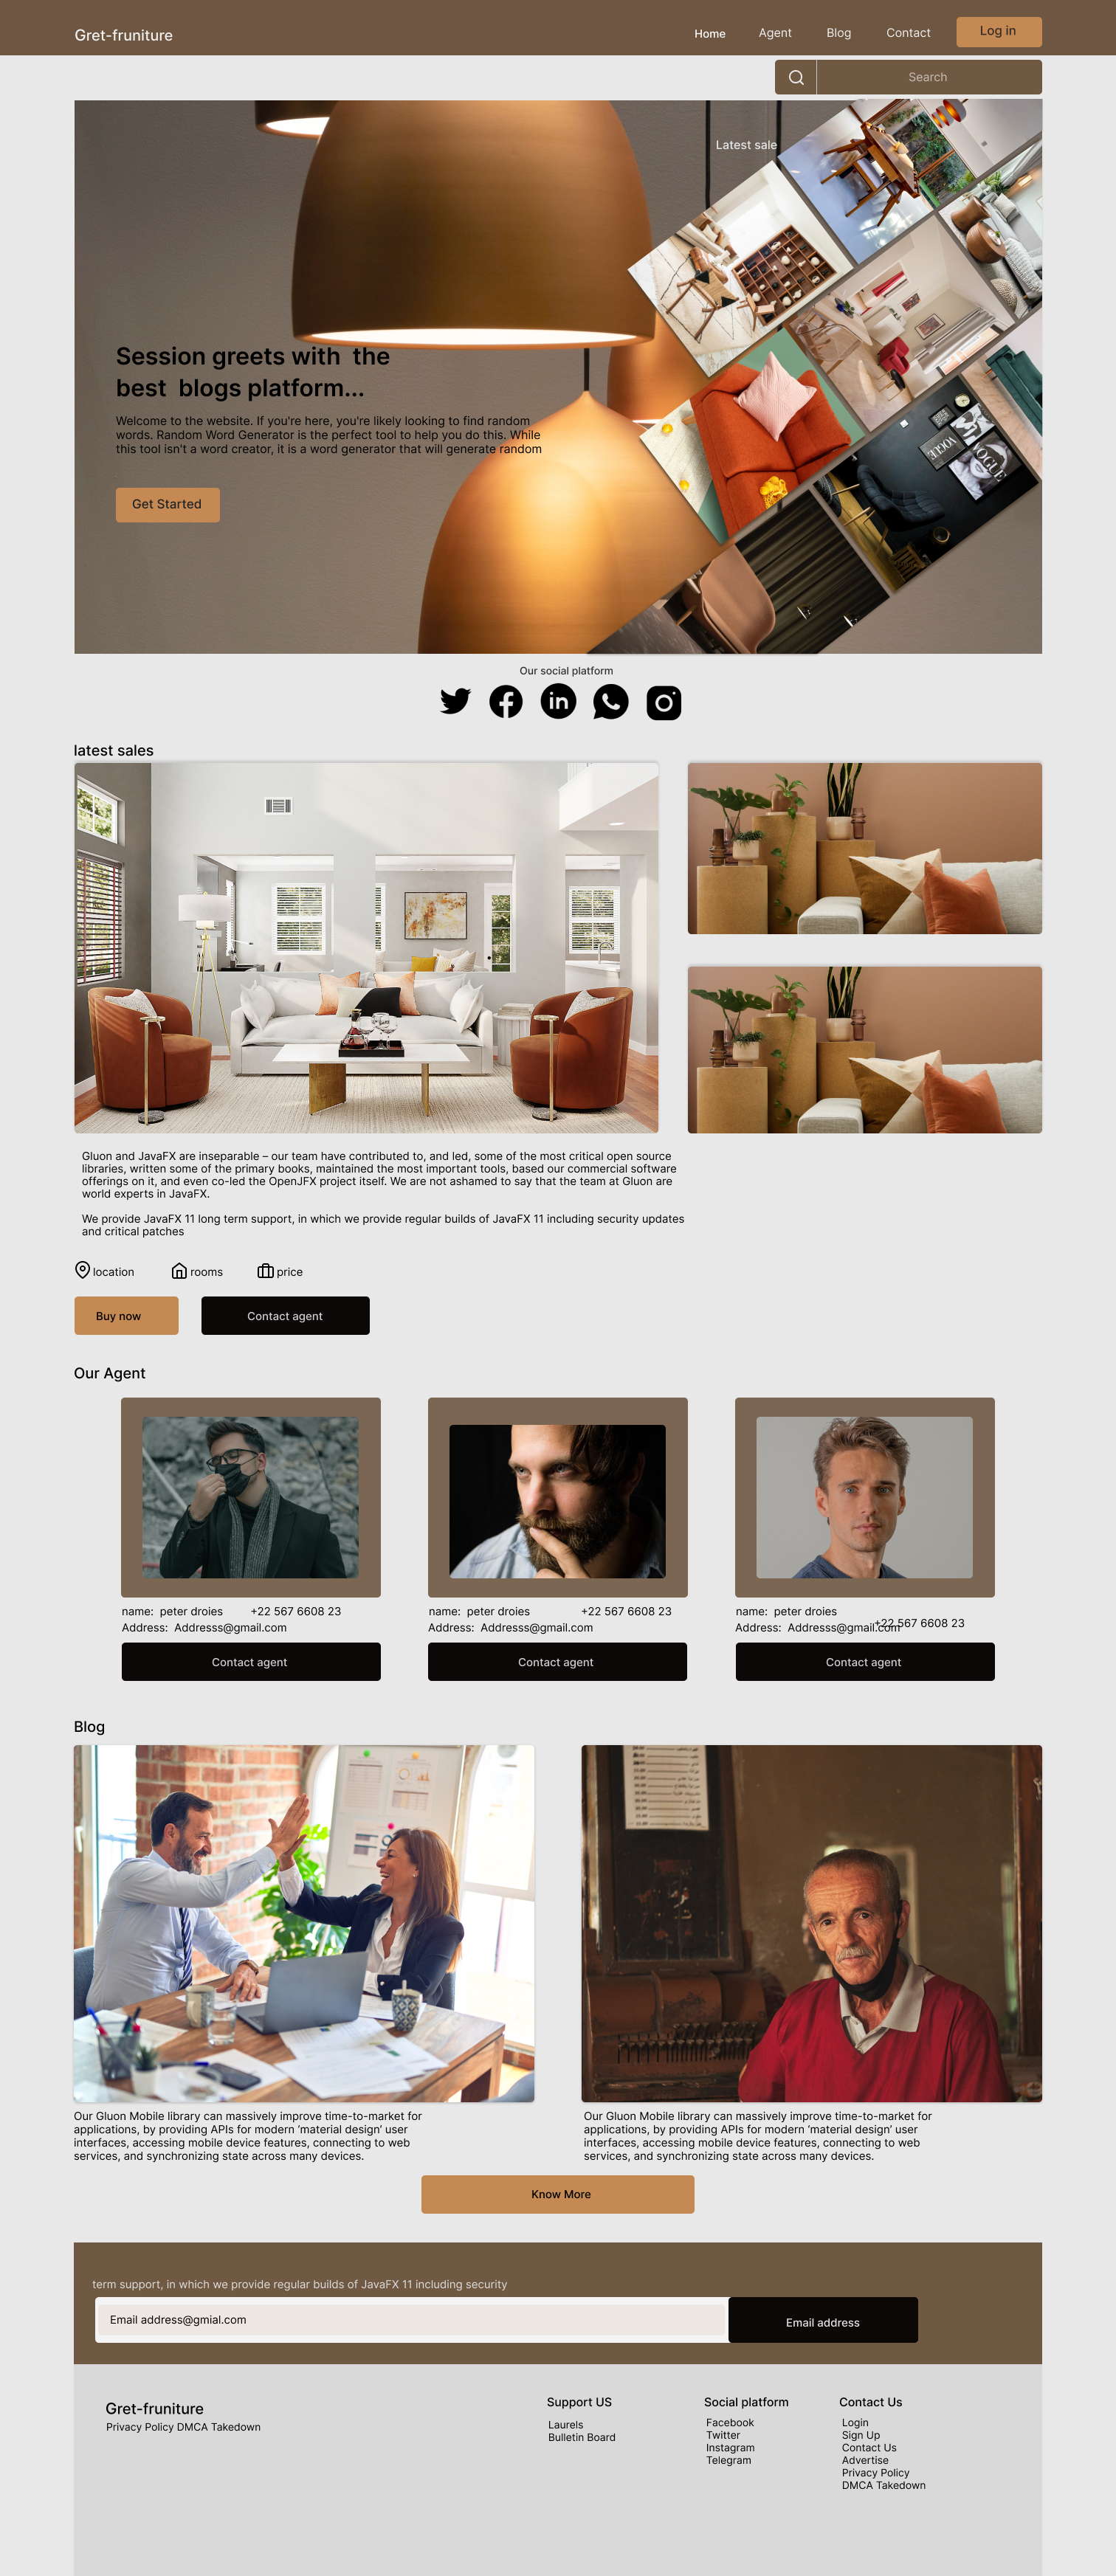 Gret-fruniture
Home Agent Blog Contact Log in
Search
Latest sale
VOGUE
VOGUE
Session greets with the
best blogs platform...
Welcome to the website. If you're here, you're likely looking to find random
words. Random Word Generator is the perfect tool to help you do this. While
this tool isn't a word creator, it is a word generator that will generate random
Get Started
Our social platform
in
latest sales
Gluon and JavaFX are inseparable – our team have contributed to, and led, some of the most critical open source
libraries, written some of the primary books, maintained the most important tools, based our commercial software
offerings on it, and even co-led the OpenJFX project itself. We are not ashamed to say that the team at Gluon are
world experts in JavaFX.
We provide JavaFX 11 long term support, in which we provide regular builds of JavaFX 11 including security updates
and critical patches
location rooms price
Buy now Contact agent
Our Agent
name: peter droies +22 567 6608 23
Address: Addresss@gmail.com
Contact agent
name: peter droies +22 567 6608 23
Address: Addresss@gmail.com
Contact agent
name: peter droies
+22 567 6608 23
Address: Addresss@gmail.com
Contact agent
Blog
Our Gluon Mobile library can massively improve time-to-market for
applications, by providing APIs for modern ‘material design’ user
interfaces, accessing mobile device features, connecting to web
services, and synchronizing state across many devices.
Our Gluon Mobile library can massively improve time-to-market for
applications, by providing APIs for modern ‘material design’ user
interfaces, accessing mobile device features, connecting to web
services, and synchronizing state across many devices.
Know More
term support, in which we provide regular builds of JavaFX 11 including security
Email address@gmial.com
Email address
Gret-fruniture
Privacy Policy DMCA Takedown
Support US
Laurels
Bulletin Board
Social platform
Facebook
Twitter
Instagram
Telegram
Contact Us
Login
Sign Up
Contact Us
Advertise
Privacy Policy
DMCA Takedown